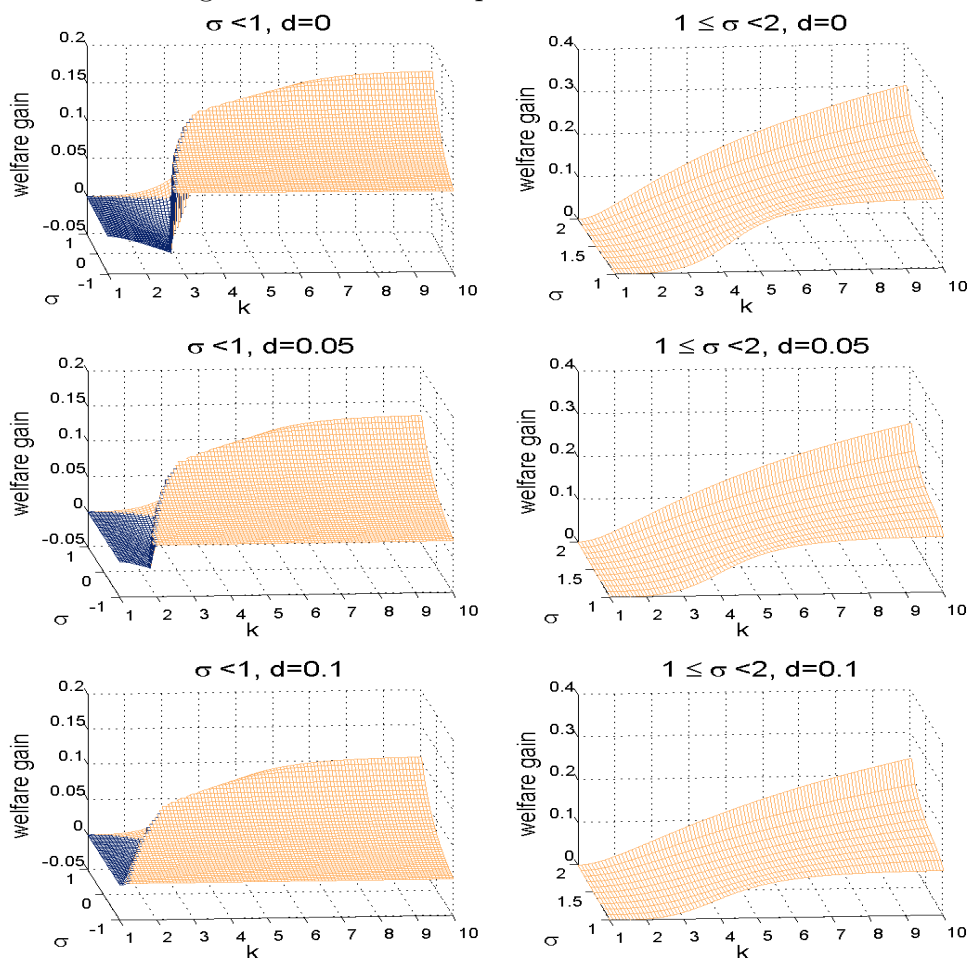 σ <1, d=0
0.2
0.15
0.1
0.05
0
-0.05
welfare gain
1
0
-1
σ
1 2 3 4 5 6 7 8 9 10
k
1 ≤ σ <2, d=0
0.4
0.3
0.2
0.1
0
welfare gain
2
1.5
1
σ
1 2 3 4 5 6 7 8 9 10
k
σ <1, d=0.05
0.2
0.15
0.1
0.05
0
-0.05
welfare gain
1
0
-1
σ
1 2 3 4 5 6 7 8 9 10
k
1 ≤ σ <2, d=0.05
0.4
0.3
0.2
0.1
0
welfare gain
2
1.5
1
σ
1 2 3 4 5 6 7 8 9 10
k
σ <1, d=0.1
0.2
0.15
0.1
0.05
0
-0.05
welfare gain
1
0
-1
σ
1 2 3 4 5 6 7 8 9 10
k
1 ≤ σ <2, d=0.1
0.4
0.3
0.2
0.1
0
welfare gain
2
1.5
1
σ
1 2 3 4 5 6 7 8 9 10
k